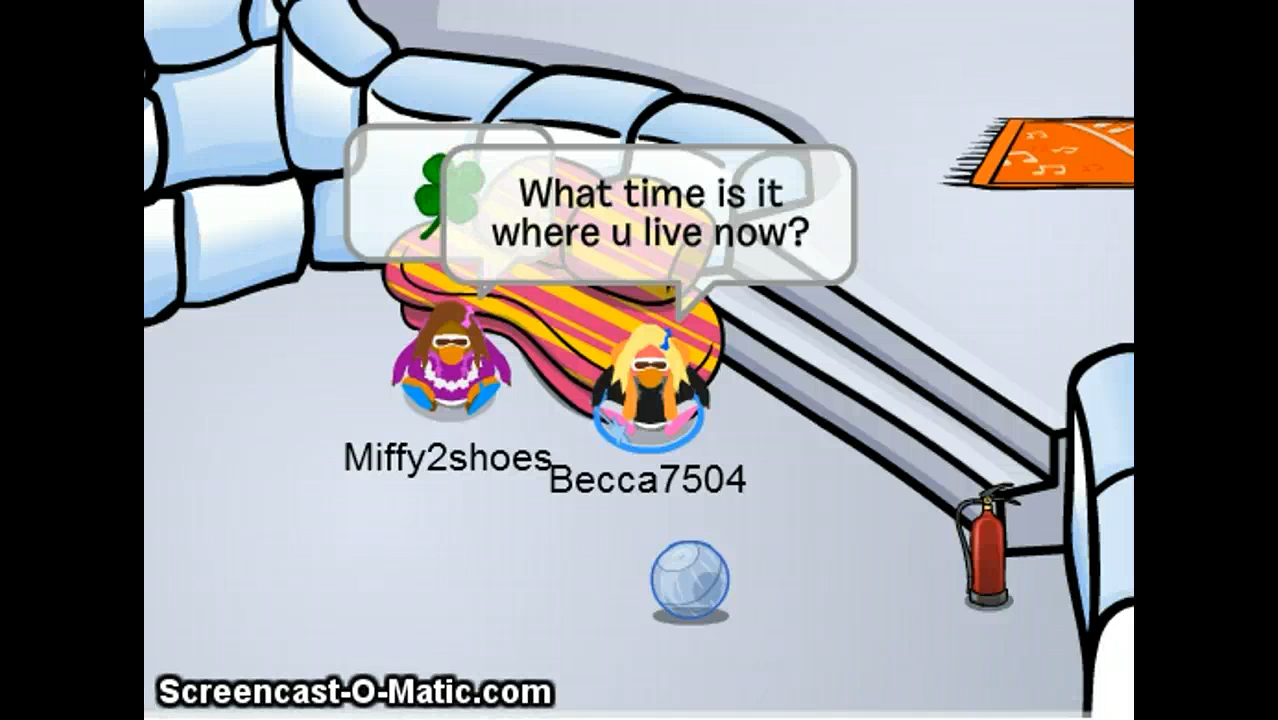 What time is it
where u live now?
Miffy2shoes
Becca7504
Screencast-O-Matic.com